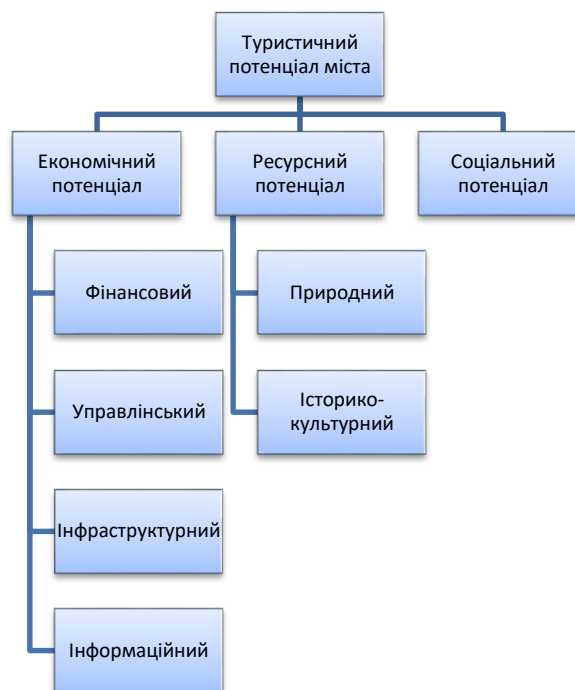 Туристичний
потенціал міста
Економічний
потенціал
Ресурсний
потенціал
Соціальний
потенціал
Фінансовий
Природний
Управлінський
Історико-
культурний
Інфраструктурний
Інформаційний